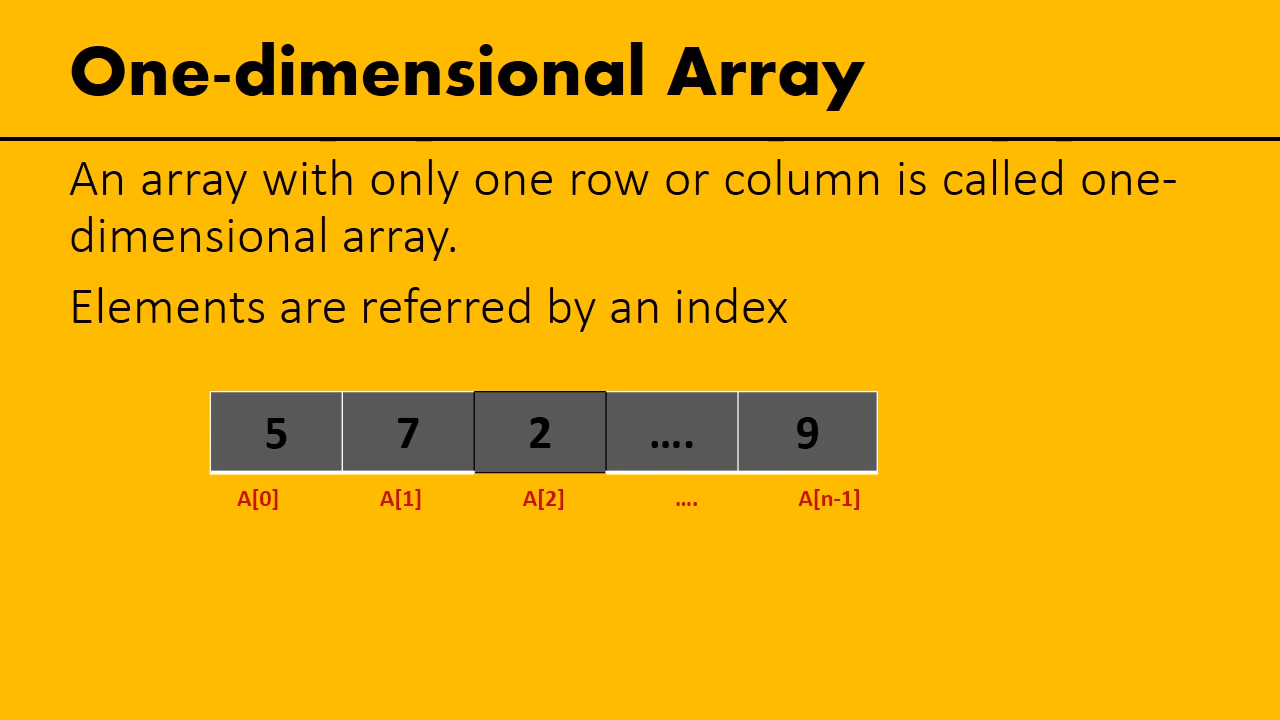 One-dimensional Array
An array with only one row or column is called one-
dimensional array.
Elements are referred by an index
5 7 2 .... 9
A[0] A[1] A[2] .... A[n-1]